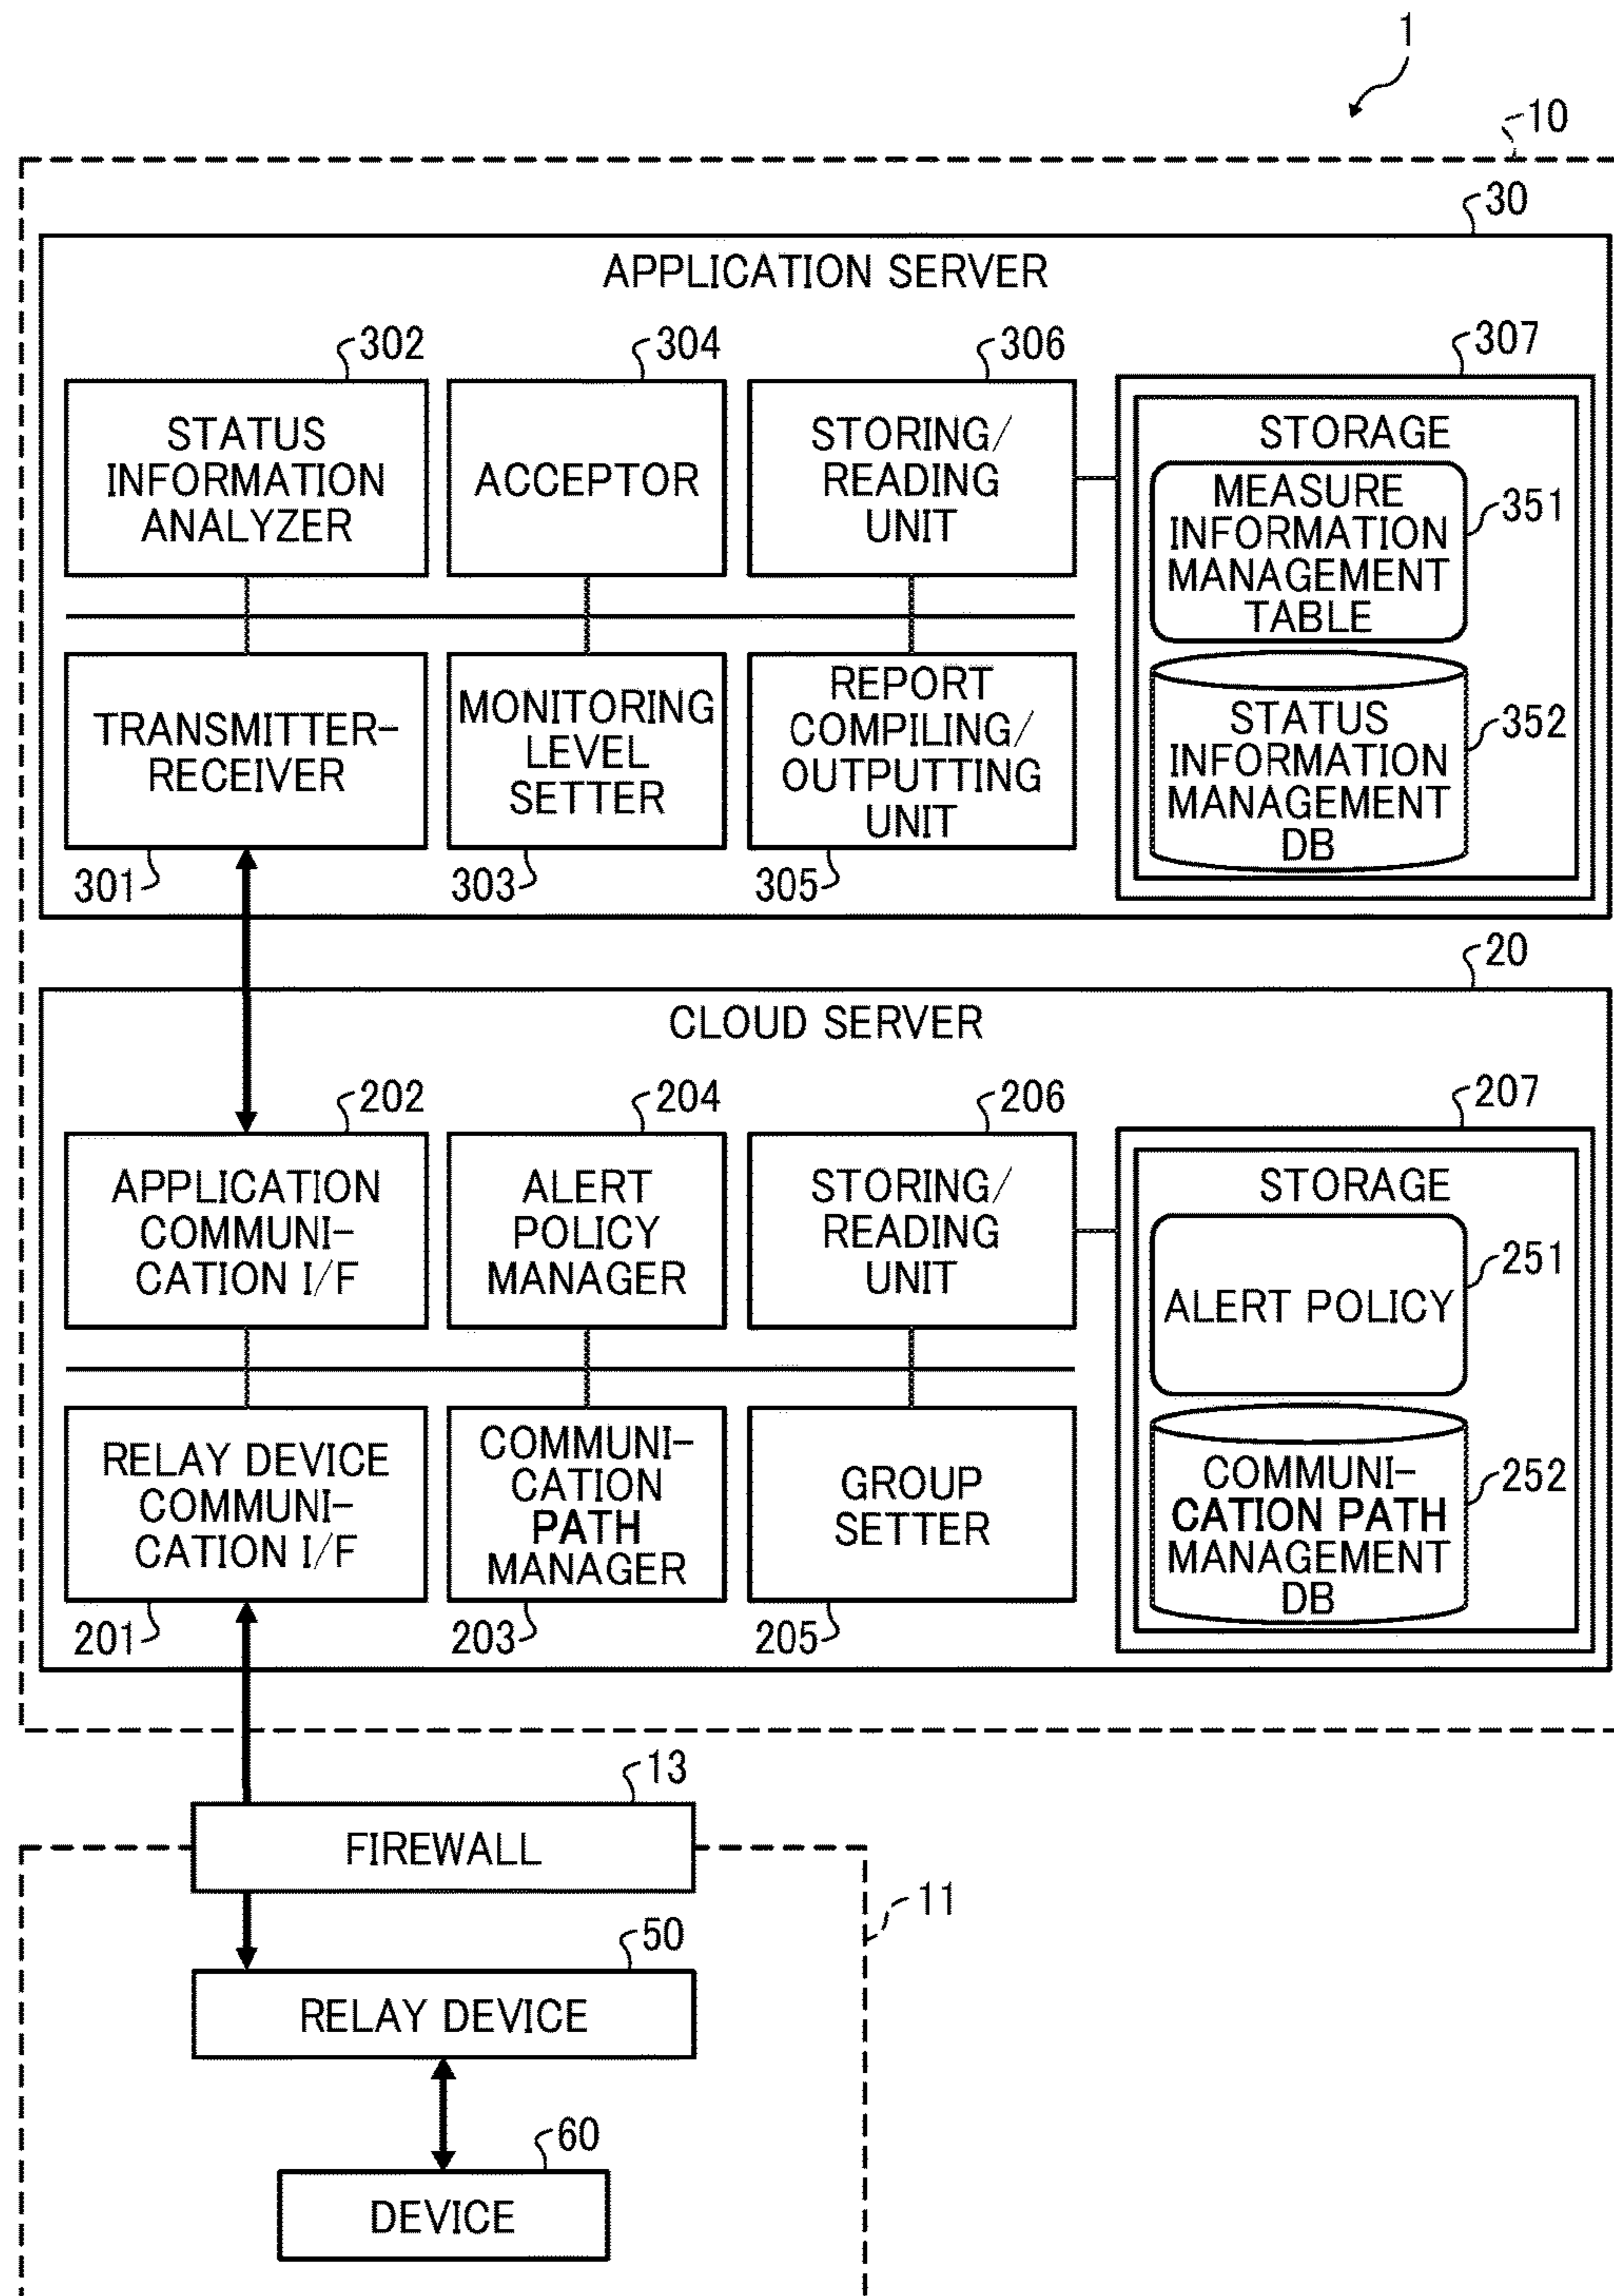 1
10
30
APPLICATION SERVER
302
304
306
307
STATUS
INFORMATION
ANALYZER
ACCEPTOR
STORING/
READING
UNIT
STORAGE
MEASURE
INFORMATION
MANAGEMENT
TABLE
351
TRANSMITTER-
RECEIVER
MONITORING
LEVEL
SETTER
REPORT
COMPILING/
OUTPUTTING
UNIT
STATUS
INFORMATION
MANAGEMENT
DB
352
301
303
305
20
CLOUD SERVER
202
204
206
207
APPLICATION
COMMUNI-
CATION I/F
ALERT
POLICY
MANAGER
STORING/
READING
UNIT
STORAGE
ALERT POLICY
251
RELAY DEVICE
COMMUNI-
CATION I/F
COMMUNI-
CATION
PATH
MANAGER
GROUP
SETTER
COMMUNI-
CATION PATH
MANAGEMENT
DB
252
201
203
205
13
FIREWALL
11
50
RELAY DEVICE
60
DEVICE